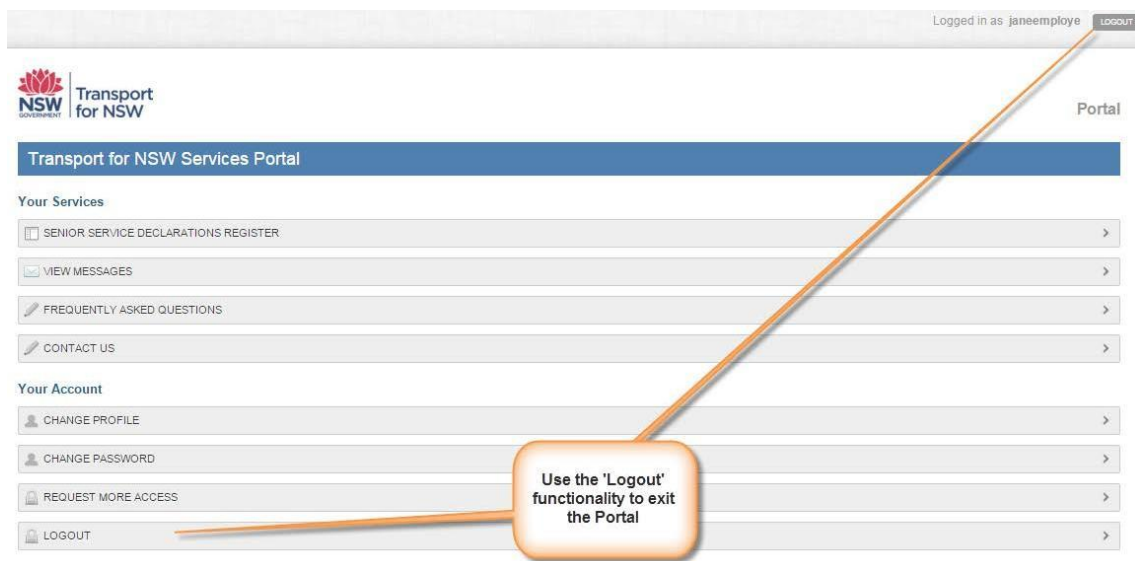 Logged in as janeemploye LOGOUT
NSW
GOVERNMENT
Transport
for NSW
Portal
Transport for NSW Services Portal
Your Services
SENIOR SERVICE DECLARATIONS REGISTER
VIEW MESSAGES
FREQUENTLY ASKED QUESTIONS
CONTACT US
Your Account
CHANGE PROFILE
CHANGE PASSWORD
REQUEST MORE ACCESS
LOGOUT
Use the 'Logout'
functionality to exit
the Portal